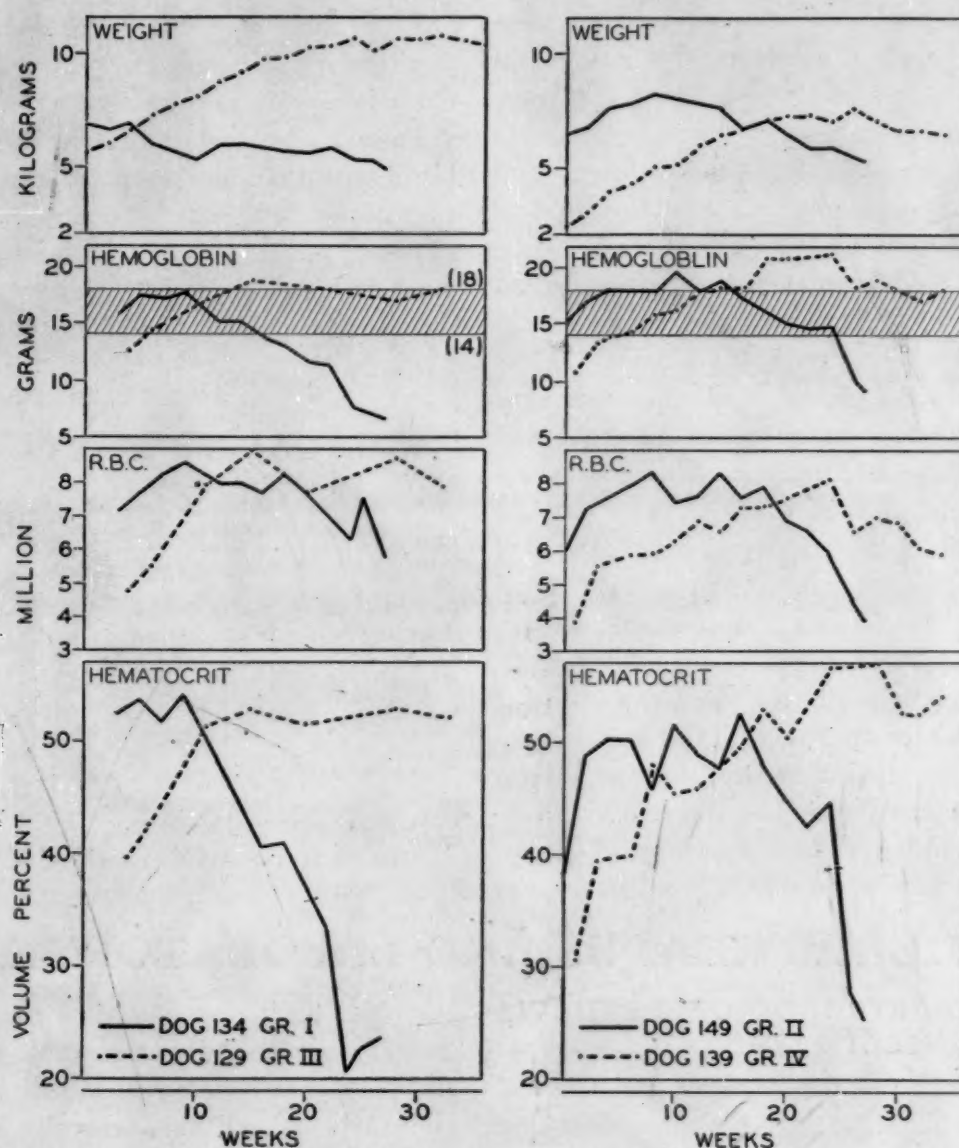 WEIGHT
10
5
2
KILOGRAMS
HEMOGLOBIN
20
15
10
5
(18)
(14)
GRAMS
R.B.C.
8
7
6
5
4
3
MILLION
HEMATOCRIT
50
40
30
20
VOLUME PERCENT
DOG 134 GR. I
DOG 129 GR. III
10 20 30
WEEKS
WEIGHT
10
5
2
HEMOGLOBLIN
20
15
10
5
R.B.C.
8
7
6
5
4
3
HEMATOCRIT
50
40
30
20
DOG 149 GR. II
DOG 139 GR. IV
10 20 30
WEEKS